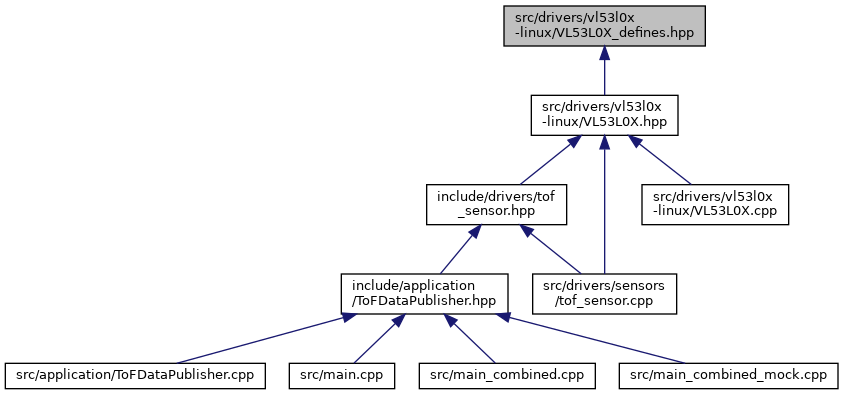 src/drivers/vl53l0x
-linux/VL53L0X_defines.hpp
src/drivers/vl53l0x
-linux/VL53L0X.hpp
include/drivers/tof
_sensor.hpp
src/drivers/vl53l0x
-linux/VL53L0X.cpp
include/application
/ToFDataPublisher.hpp
src/drivers/sensors
/tof_sensor.cpp
src/application/ToFDataPublisher.cpp
src/main.cpp
src/main_combined.cpp
src/main_combined_mock.cpp